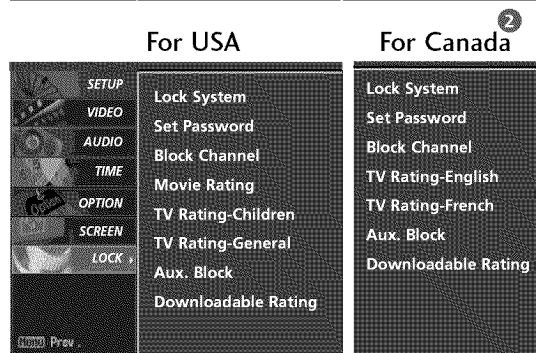 2
For USA
For Canada
SETUP
VIDEO
AUDIO
TIME
OPTION
SCREEN
LOCK
Menu Prev.
Lock System
Set Password
Block Channel
Movie Rating
TV Rating-Children
TV Rating-General
Aux. Block
Downloadable Rating
Lock System
Set Password
Block Channel
TV Rating-English
TV Rating-French
Aux. Block
Downloadable Rating